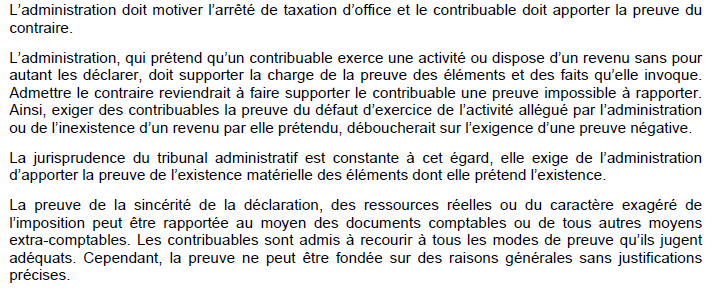 L’administration doit motiver l’arrêté de taxation d’office et le contribuable doit apporter la preuve du
contraire.
L’administration, qui prétend qu’un contribuable exerce une activité ou dispose d’un revenu sans pour
autant les déclarer, doit supporter la charge de la preuve des éléments et des faits qu’elle invoque.
Admettre le contraire reviendrait à faire supporter le contribuable une preuve impossible à rapporter.
Ainsi, exiger des contribuables la preuve du défaut d’exercice de l’activité allégué par l’administration
ou de l’inexistence d’un revenu par elle prétendu, déboucherait sur l’exigence d’une preuve négative.
La jurisprudence du tribunal administratif est constante à cet égard, elle exige de l’administration
d’apporter la preuve de l’existence matérielle des éléments dont elle prétend l’existence.
La preuve de la sincérité de la déclaration, des ressources réelles ou du caractère exagéré de
l’imposition peut être rapportée au moyen des documents comptables ou de tous autres moyens
extra-comptables. Les contribuables sont admis à recourir à tous les modes de preuve qu’ils jugent
adéquats. Cependant, la preuve ne peut être fondée sur des raisons générales sans justifications
précises.